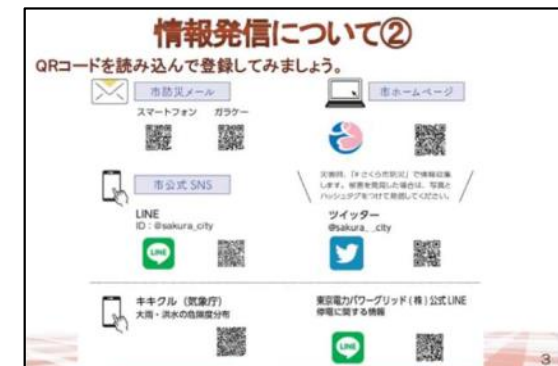 情報発信について②
QRコードを読み込んで登録してみましょう。
市防災メール
スマートフォン ガラケー
市ホームページ
市公式 SNS
災害時、「#さくら市防災」で情報収集
します。被害を発見した場合は、写真と
ハッシュタグをつけて発信してください。
LINE
ID:@sakura_city
LINE
ツイッター
@sakura__city
キキクル(気象庁)
大雨・洪水の危険度分布
東京電力パワーグリッド(株)公式LINE
停電に関する情報
LINE
3